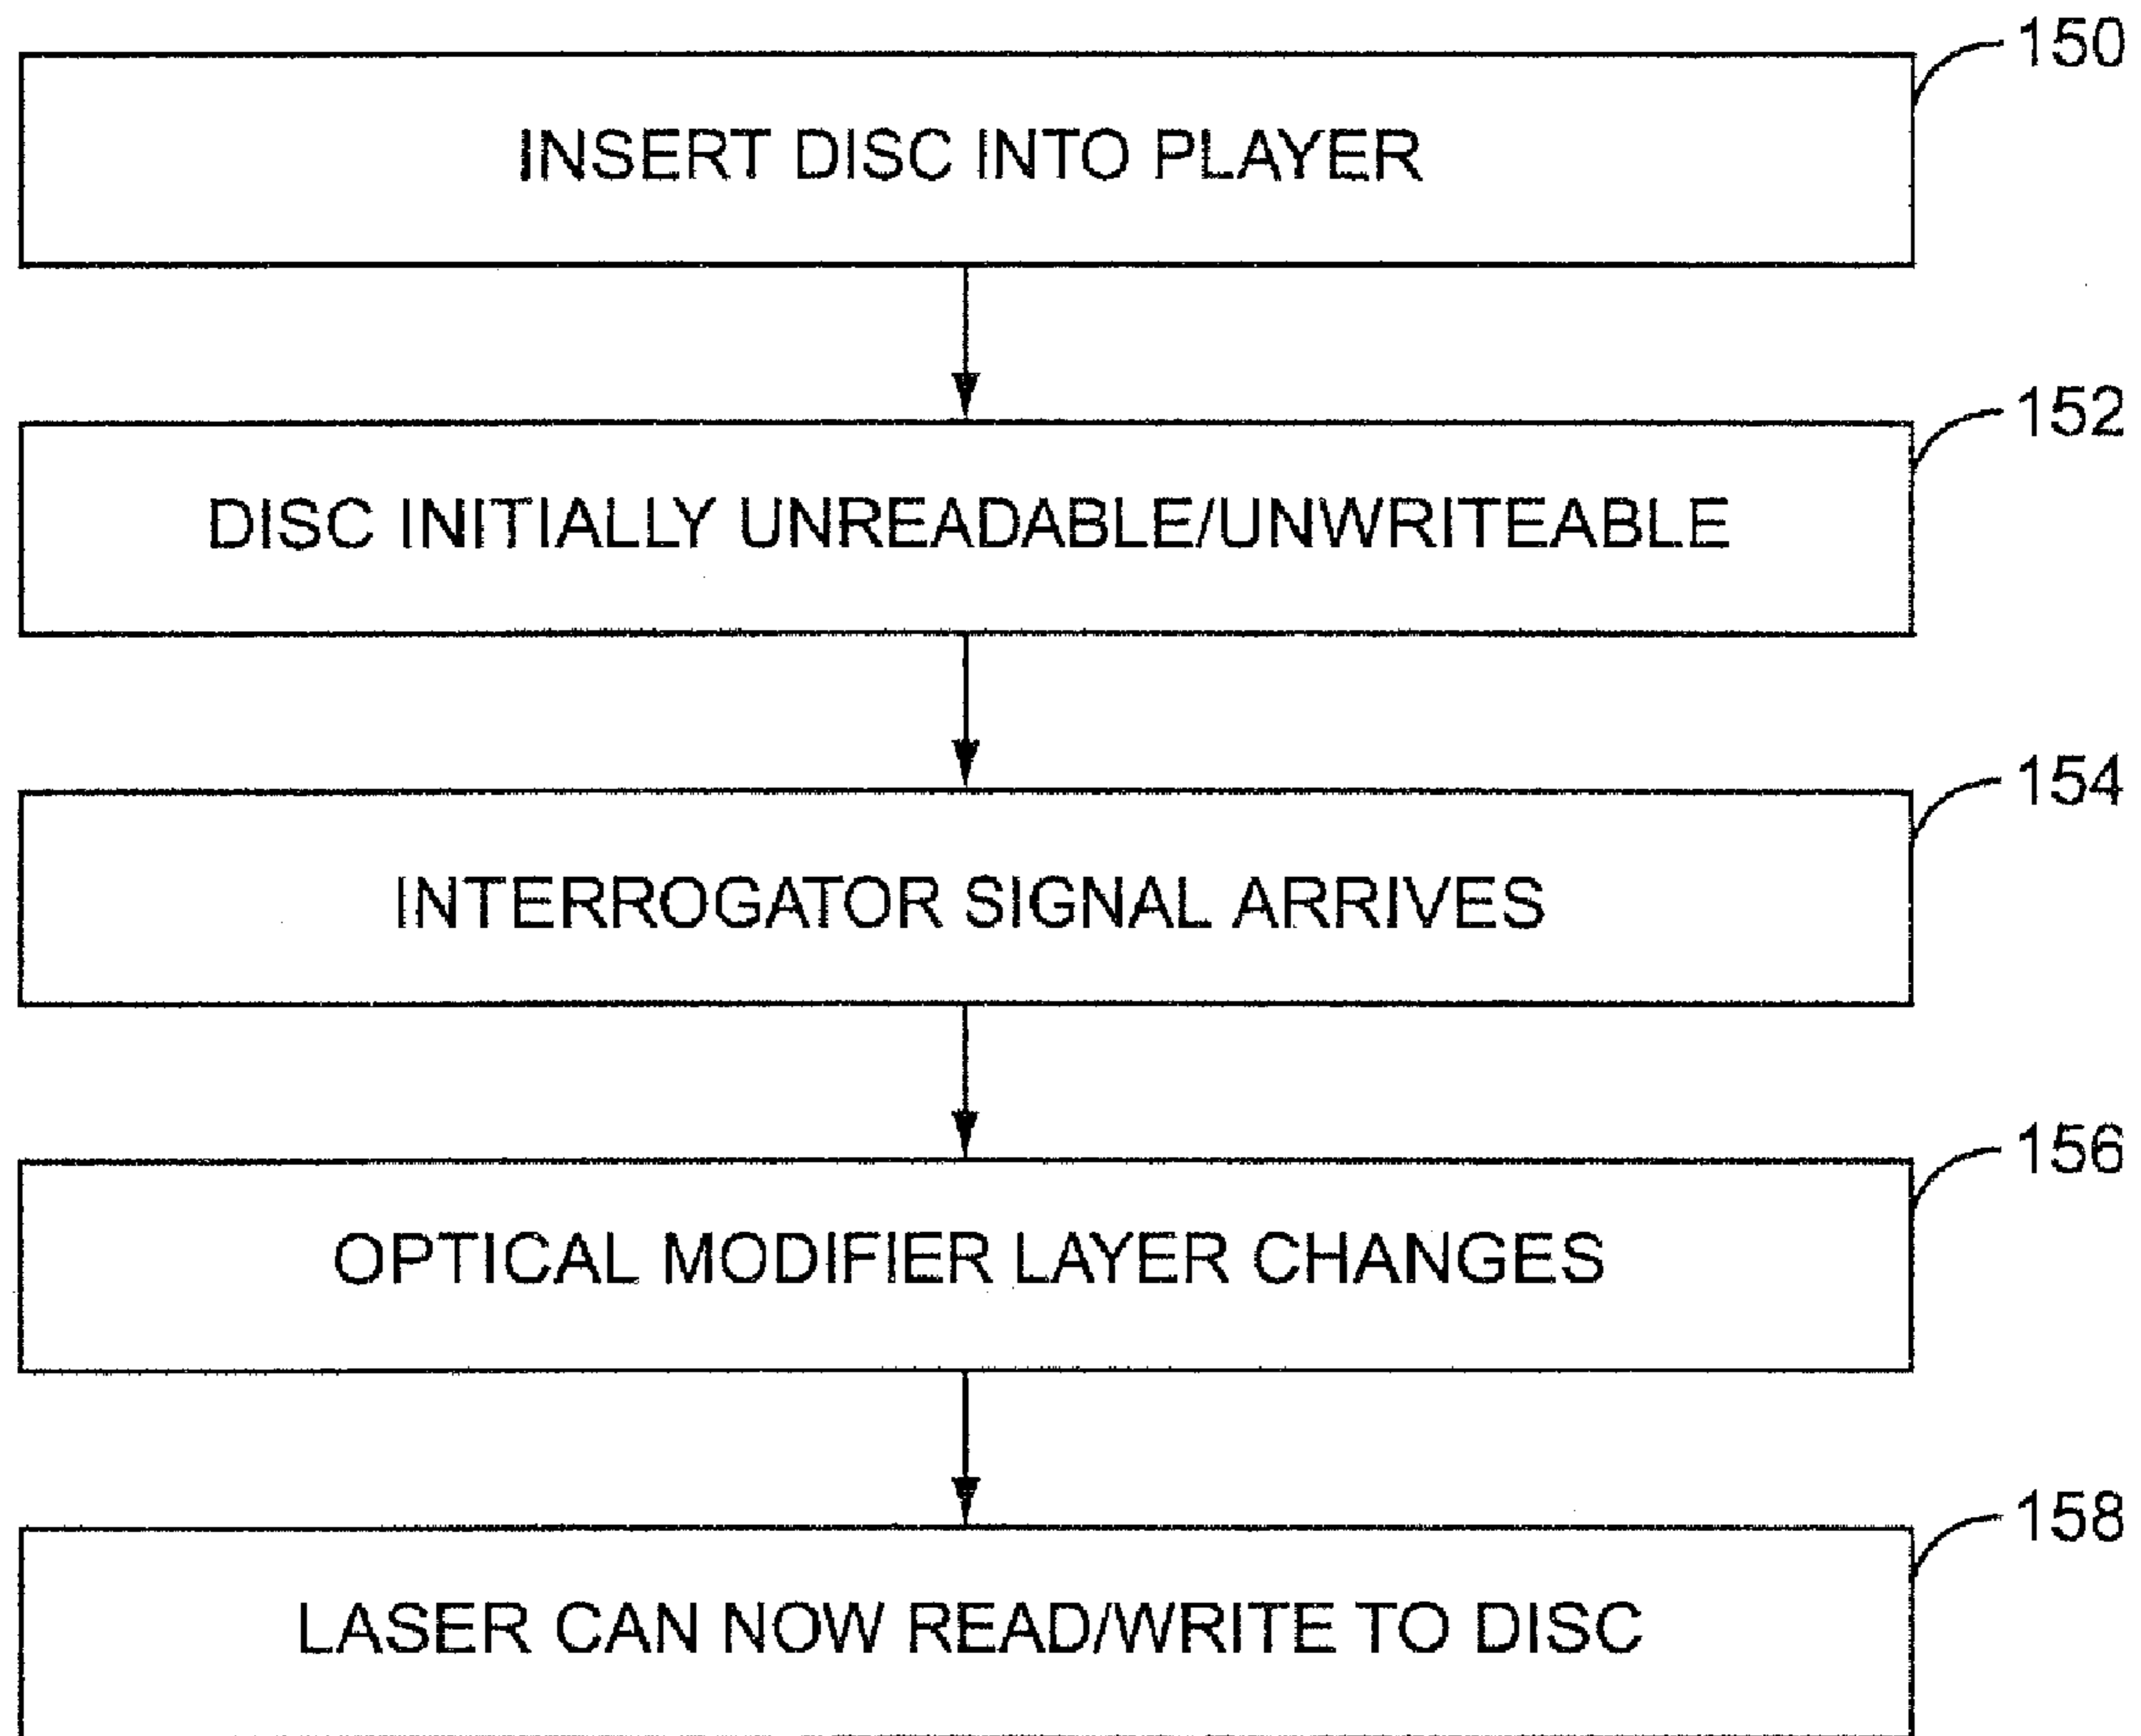 150
INSERT DISC INTO PLAYER
152
DISC INITIALLY UNREADABLE/UNWRITEABLE
154
INTERROGATOR SIGNAL ARRIVES
156
OPTICAL MODIFIER LAYER CHANGES
158
LASER CAN NOW READ/WRITE TO DISC